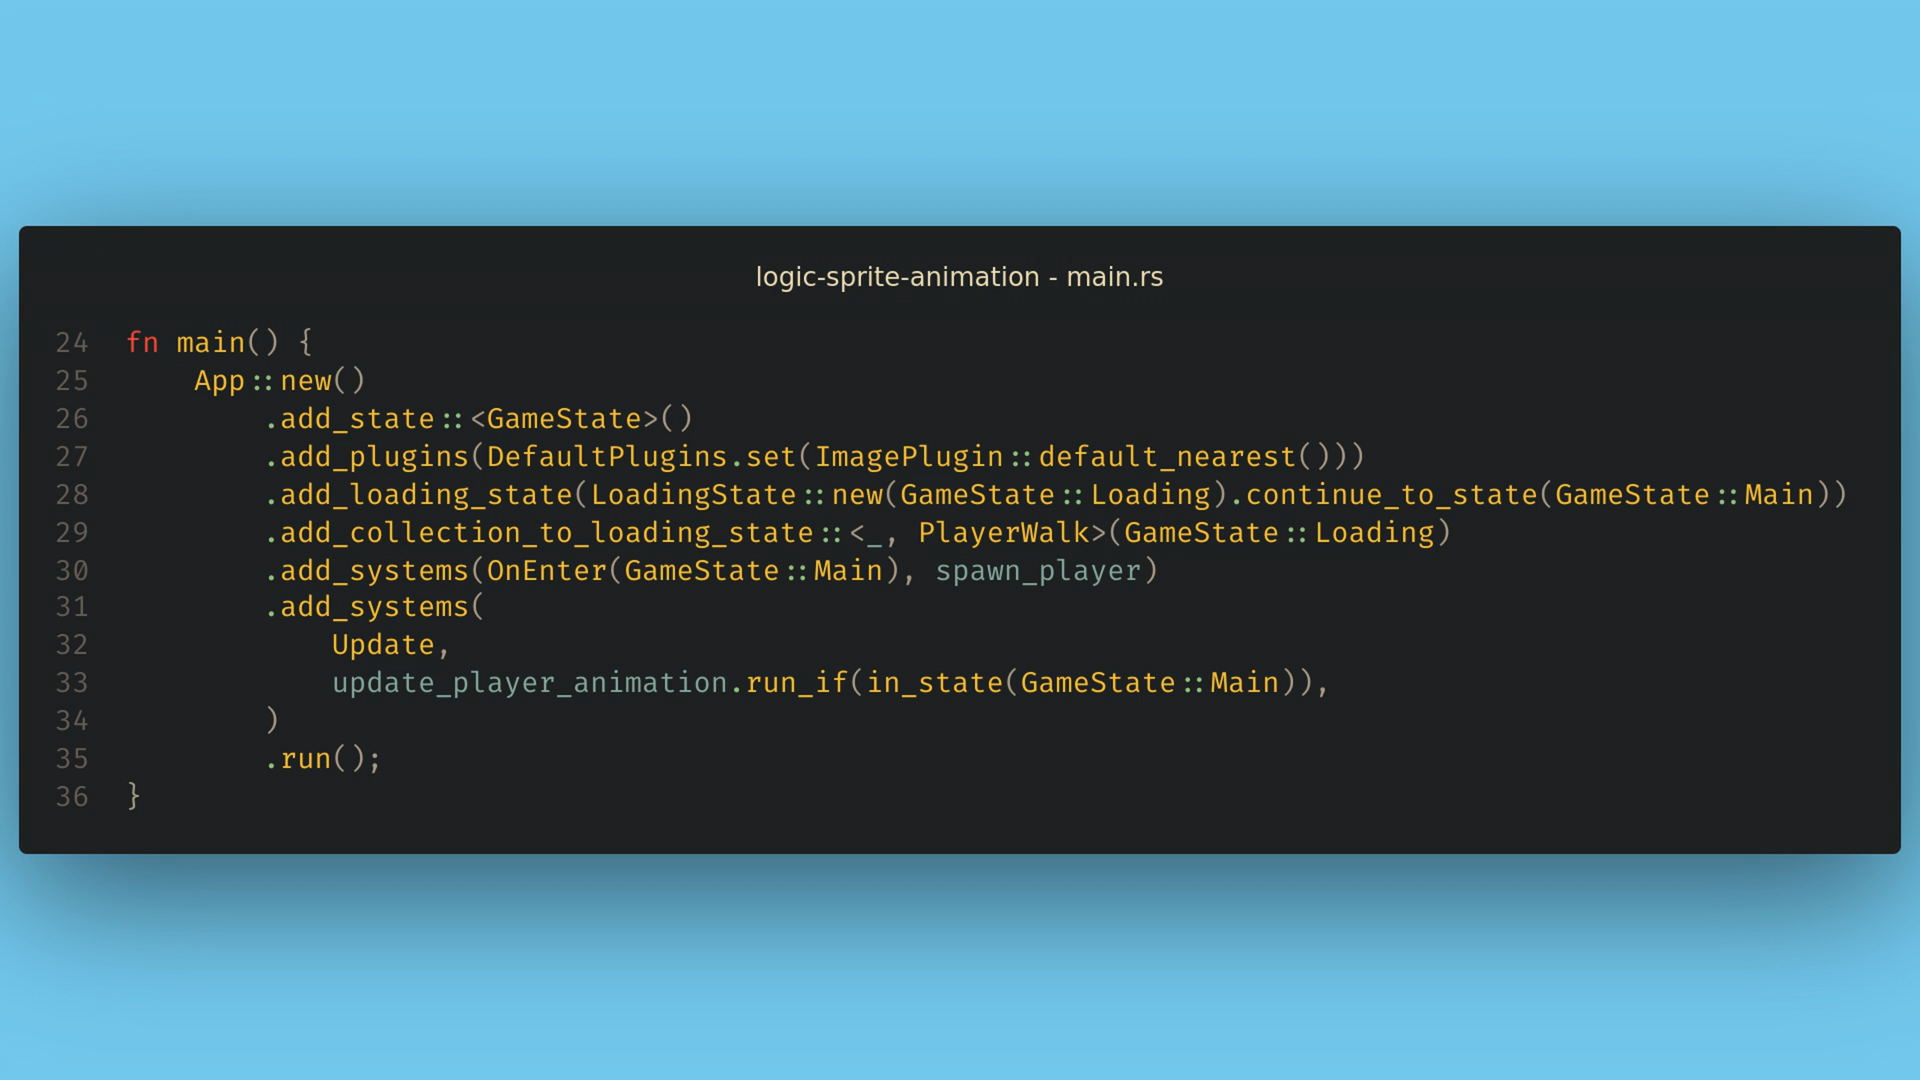 logic-sprite-animation - main.rs
24 fn main() {
25     App::new()
26         .add_state::<GameState>()
27         .add_plugins(DefaultPlugins.set(ImagePlugin::default_nearest()))
28         .add_loading_state(LoadingState::new(GameState::Loading).continue_to_state(GameState::Main))
29         .add_collection_to_loading_state::<_, PlayerWalk>(GameState::Loading)
30         .add_systems(OnEnter(GameState::Main), spawn_player)
31         .add_systems(
32             Update,
33             update_player_animation.run_if(in_state(GameState::Main)),
34         )
35         .run();
36 }